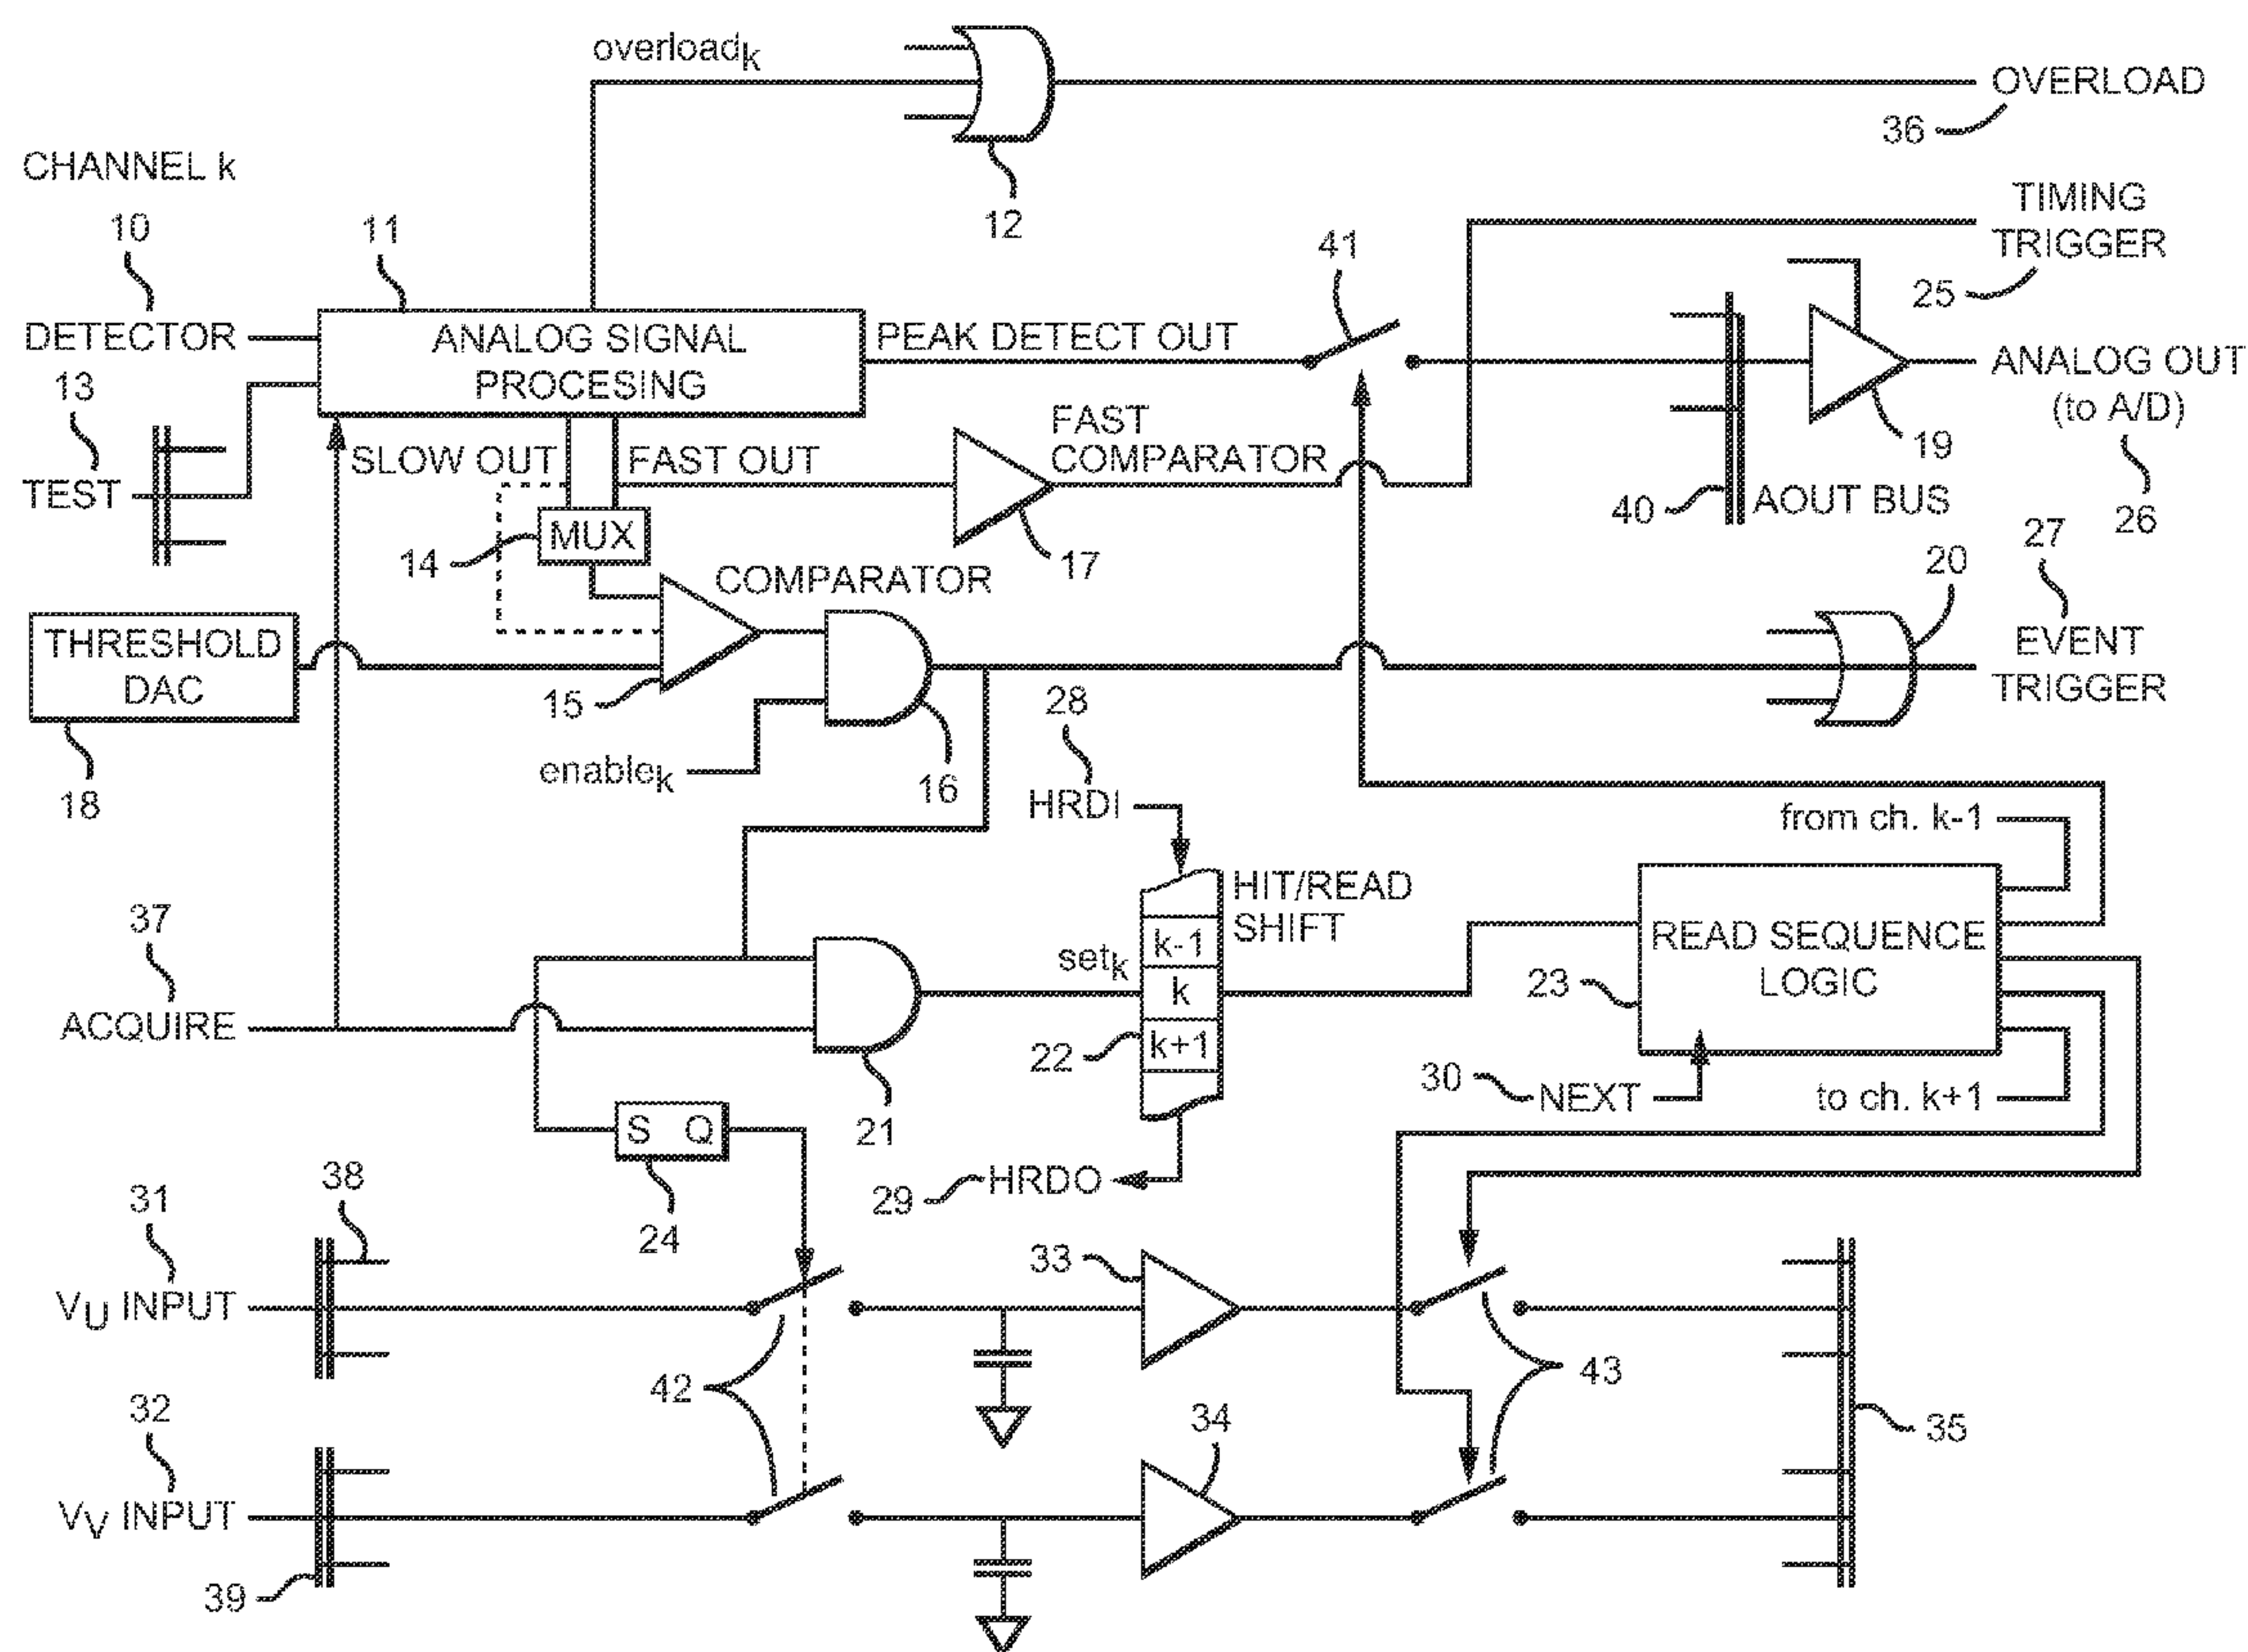 overloadk
OVERLOAD
36
12
CHANNEL k
10
DETECTOR
13
TEST
11
ANALOG SIGNAL
PROCESING
PEAK DETECT OUT
41
TIMING
TRIGGER
25
ANALOG OUT
(to A/D)
26
19
40
AOUT BUS
SLOW OUT
FAST OUT
FAST
COMPARATOR
17
MUX
14
COMPARATOR
15
THRESHOLD
DAC
18
enablek
16
20
27
EVENT
TRIGGER
28
HRDI
HIT/READ
SHIFT
k-1
k
k+1
setk
22
HRDO
29
from ch. k-1
READ SEQUENCE
LOGIC
23
30
NEXT
to ch. k+1
37
ACQUIRE
21
S Q
24
31
VU INPUT
38
32
VV INPUT
39
42
33
34
43
35